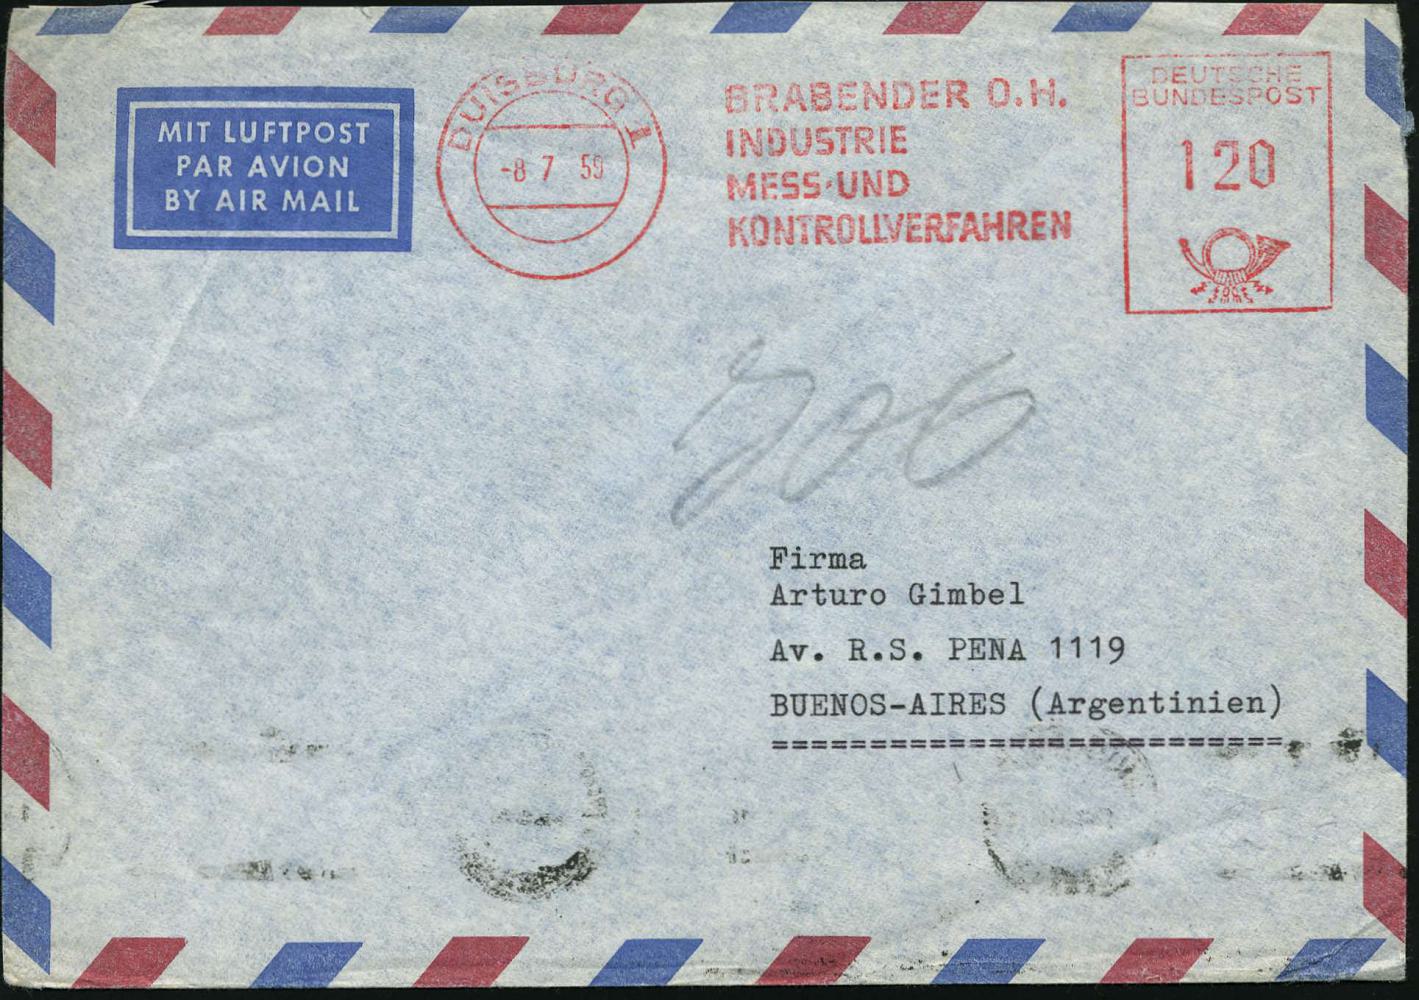 MIT LUFTPOST
PAR AVION
BY AIR MAIL
DUISBURG 1
-8 7 59
BRABENDER O.H.
INDUSTRIE
MESS-UND
KONTROLLVERFAHREN
DEUTSCHE
BUNDESPOST
120
Firma
Arturo Gimbel
Av. R.S. PENA 1119
BUENOS-AIRES (Argentinien)
==========================